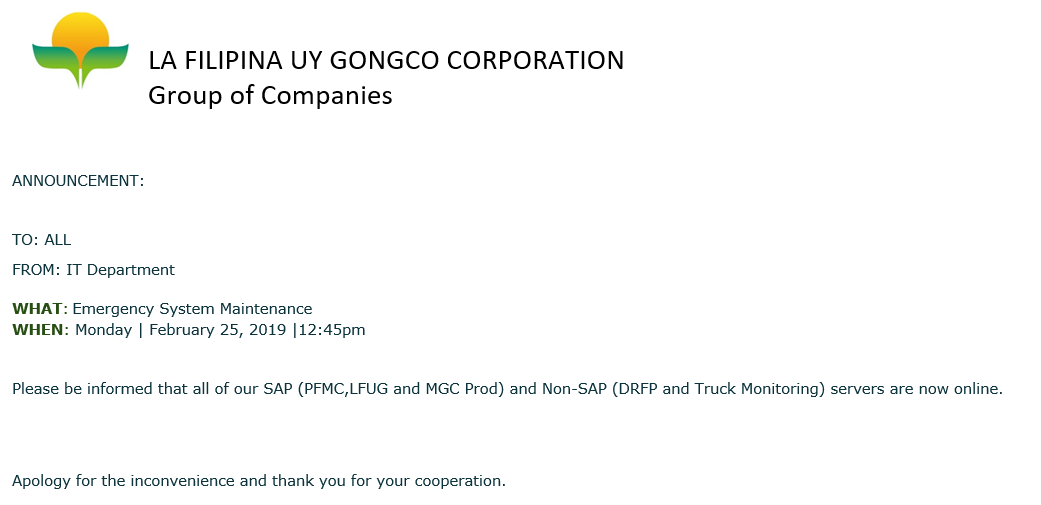 LA FILIPINA UY GONGCO CORPORATION
Group of Companies
ANNOUNCEMENT:
TO: ALL
FROM: IT Department
WHAT: Emergency System Maintenance
WHEN: Monday | February 25, 2019 |12:45pm
Please be informed that all of our SAP (PFMC,LFUG and MGC Prod) and Non-SAP (DRFP and Truck Monitoring) servers are now online.
Apology for the inconvenience and thank you for your cooperation.